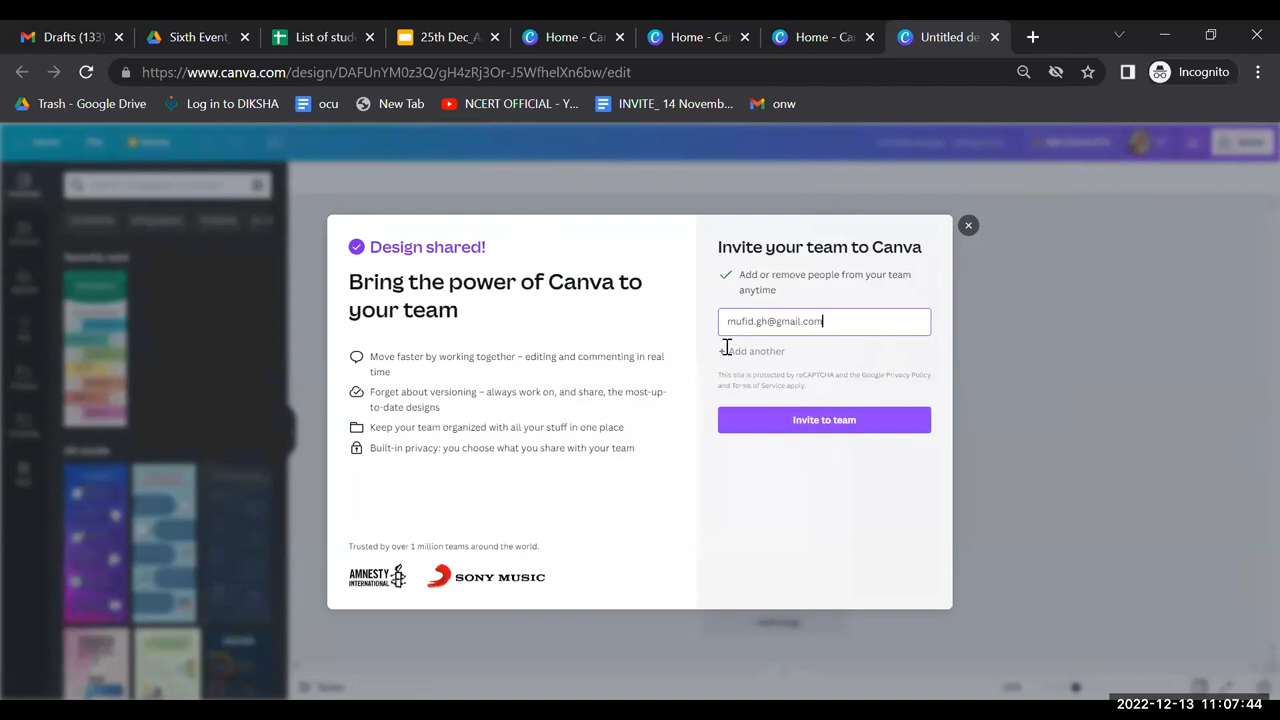 Drafts (133)
Sixth Event_
List of stude
25th Dec_A
Home - Can
Home - Can
Home - Can
Untitled de
https://www.canva.com/design/DAFUnYM0z3Q/gH4zRj3Or-J5WfhelXn6bw/edit
Incognito
Trash - Google Drive
Log in to DIKSHA
ocu
New Tab
NCERT OFFICIAL - Y...
INVITE_ 14 Novemb...
onw
Design shared!
Bring the power of Canva to
your team
Move faster by working together – editing and commenting in real
time
Forget about versioning – always work on, and share, the most-up-
to-date designs
Keep your team organized with all your stuff in one place
Built-in privacy: you choose what you share with your team
Trusted by over 1 million teams around the world.
AMNESTY
INTERNATIONAL
SONY MUSIC
Invite your team to Canva
Add or remove people from your team
anytime
mufid.gh@gmail.com
+ Add another
This site is protected by reCAPTCHA and the Google Privacy Policy
and Terms of Service apply.
Invite to team
2022-12-13 11:07:44